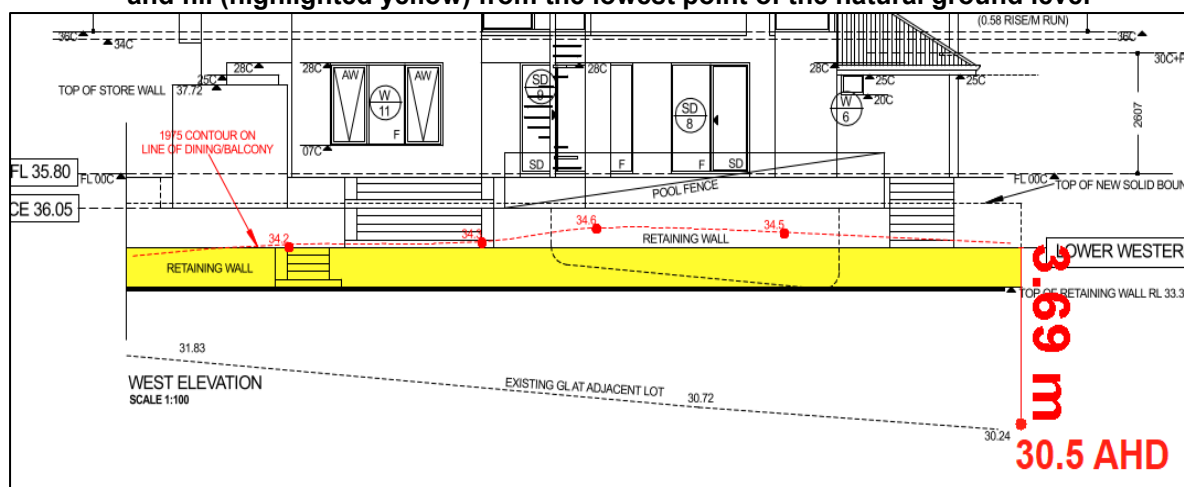 and fill (highlighted yellow) from the lowest point of the natural ground level
(0.58 RISE/M RUN)
36C
34C
36C
30C+P
28C
28C
28C
28C
25C
25C
25C
20C
TOP OF STORE WALL 37.72
AW
W
11
AW
F
SD
9
SD
8
W
6
2607
1975 CONTOUR ON
LINE OF DINING/BALCONY
07C
SD
F
F
SD
FL 35.80
FL 00C
FL 00C
POOL FENCE
TOP OF NEW SOLID BOUN
CE 36.05
34.2
34.3
34.6
34.5
RETAINING WALL
LOWER WESTER
RETAINING WALL
TOP OF RETAINING WALL RL 33.3
3.69 m
31.83
WEST ELEVATION
SCALE 1:100
EXISTING GL AT ADJACENT LOT
30.72
30.24
30.5 AHD